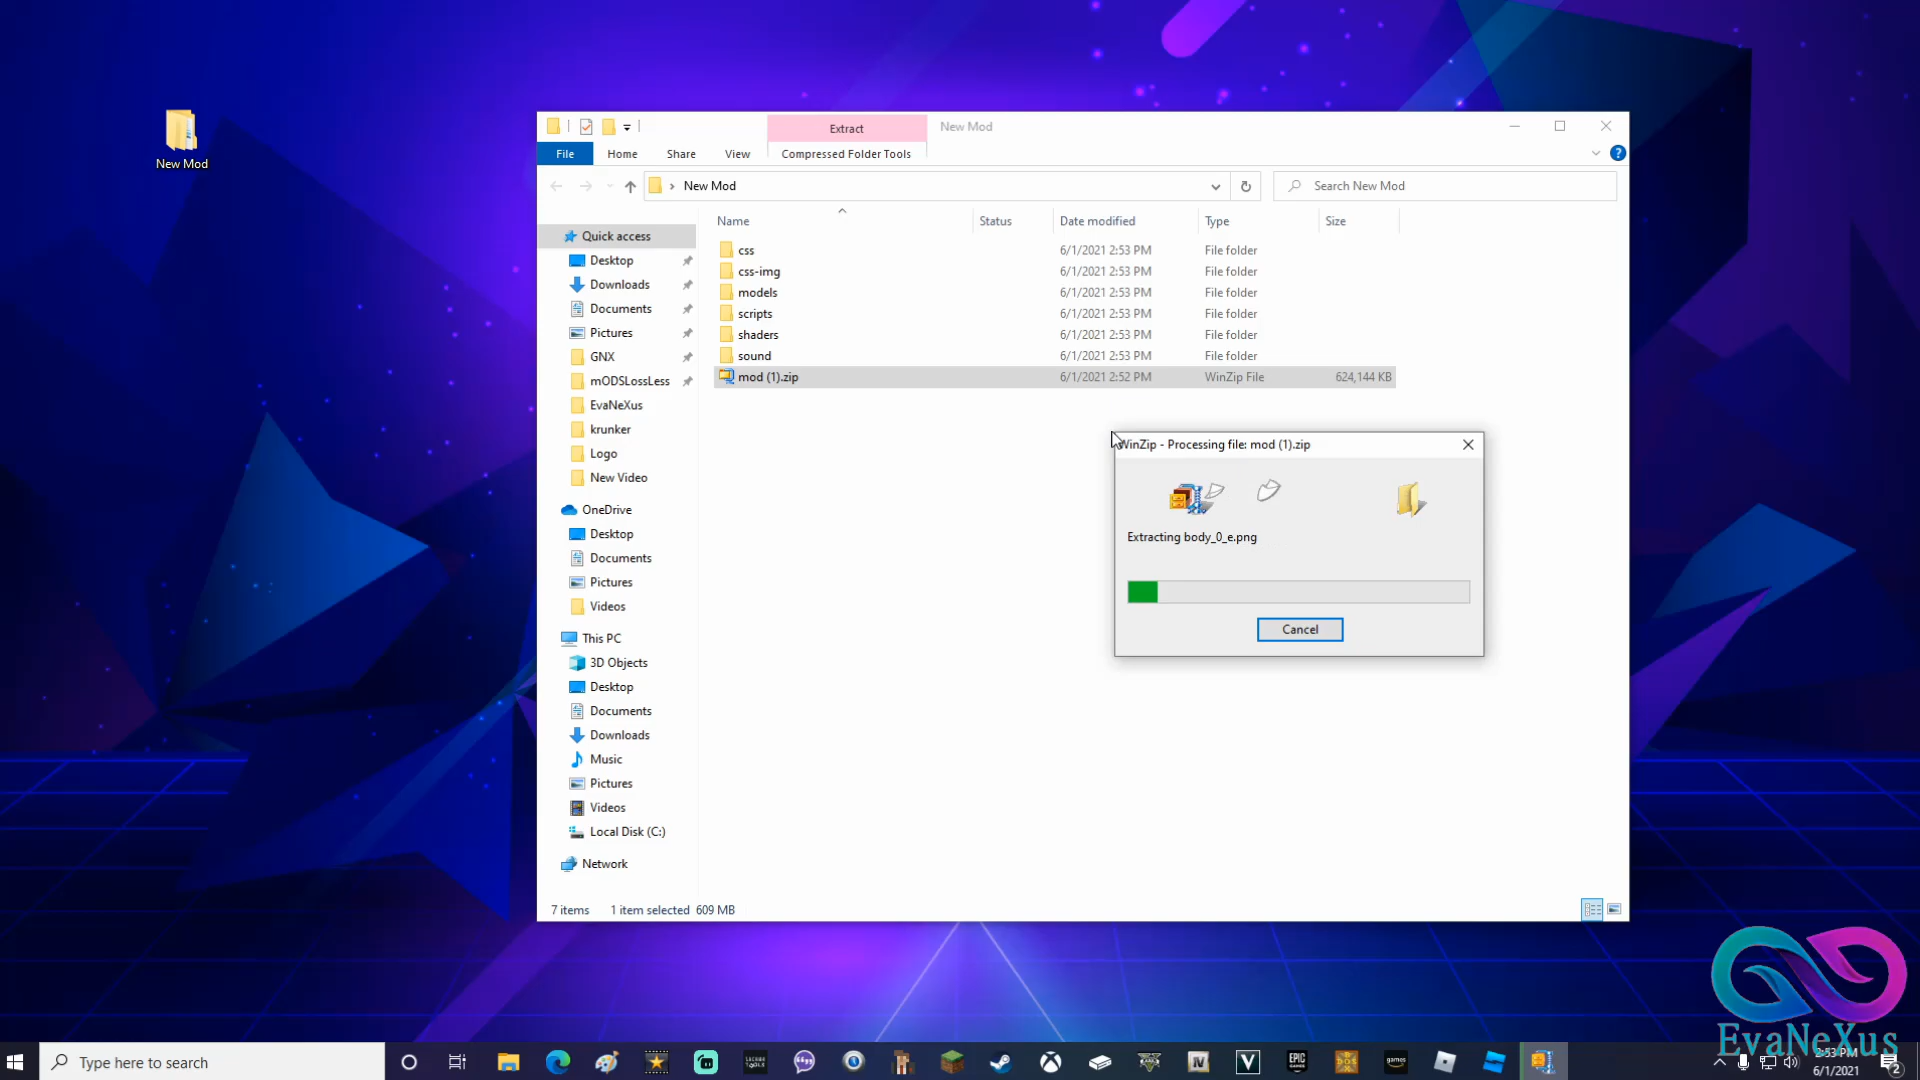 New Mod
Extract
New Mod
File Home Share View Compressed Folder Tools
New Mod
Search New Mod
Name Status Date modified Type Size
css 6/1/2021 2:53 PM File folder
css-img 6/1/2021 2:53 PM File folder
models 6/1/2021 2:53 PM File folder
scripts 6/1/2021 2:53 PM File folder
shaders 6/1/2021 2:53 PM File folder
sound 6/1/2021 2:53 PM File folder
mod (1).zip 6/1/2021 2:52 PM WinZip File 624,144 KB
Quick access
Desktop
Downloads
Documents
Pictures
GNX
mODSLossLess
EvaNeXus
krunker
Logo
New Video
OneDrive
Desktop
Documents
Pictures
Videos
This PC
3D Objects
Desktop
Documents
Downloads
Music
Pictures
Videos
Local Disk (C:)
Network
WinZip - Processing file: mod (1).zip
Extracting body_0_e.png
Cancel
7 items 1 item selected 609 MB
EvaNeXus
Type here to search
2:53 PM
6/1/2021
2